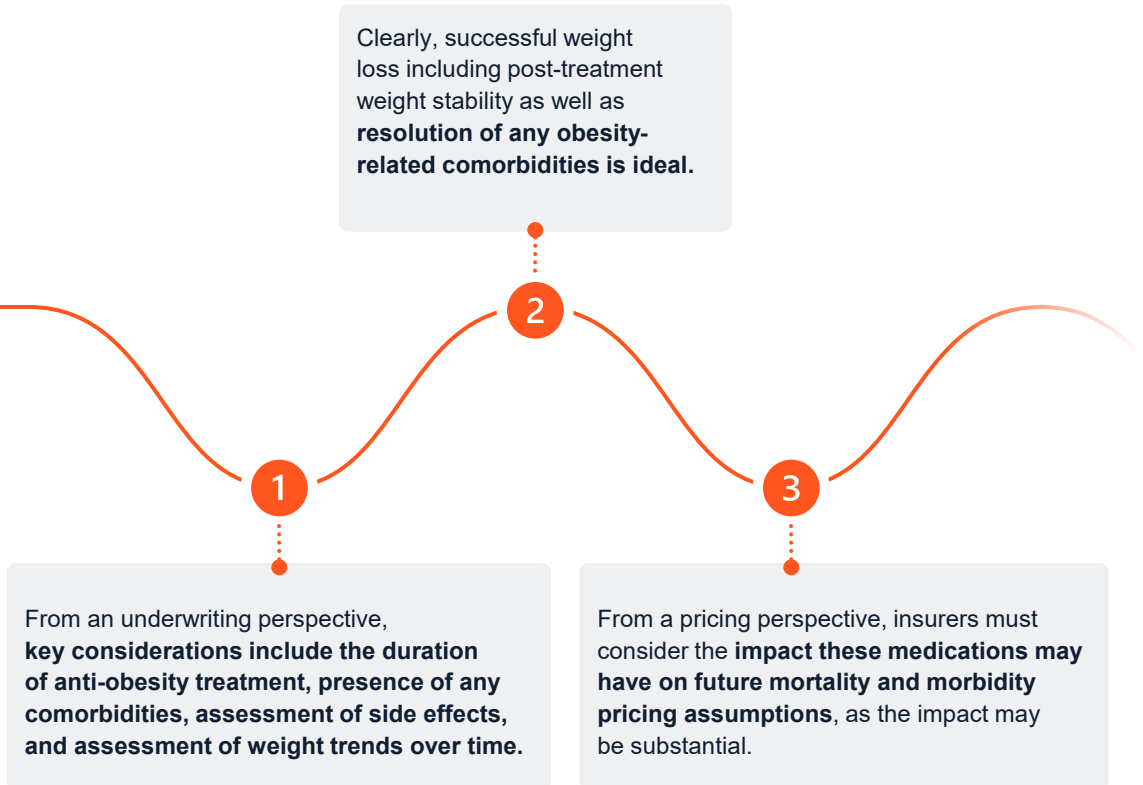 Clearly, successful weight
loss including post-treatment
weight stability as well as
resolution of any obesity-
related comorbidities is ideal.
2
1
3
From an underwriting perspective,
key considerations include the duration
of anti-obesity treatment, presence of any
comorbidities, assessment of side effects,
and assessment of weight trends over time.
From a pricing perspective, insurers must
consider the impact these medications may
have on future mortality and morbidity
pricing assumptions, as the impact may
be substantial.